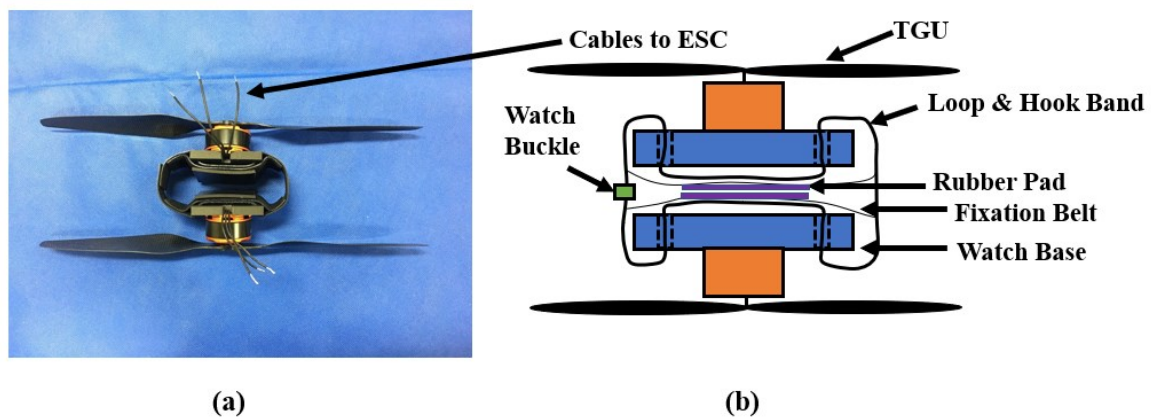 Cables to ESC
TGU
Watch
Buckle
Loop & Hook Band
Rubber Pad
Fixation Belt
Watch Base
(a)
(b)